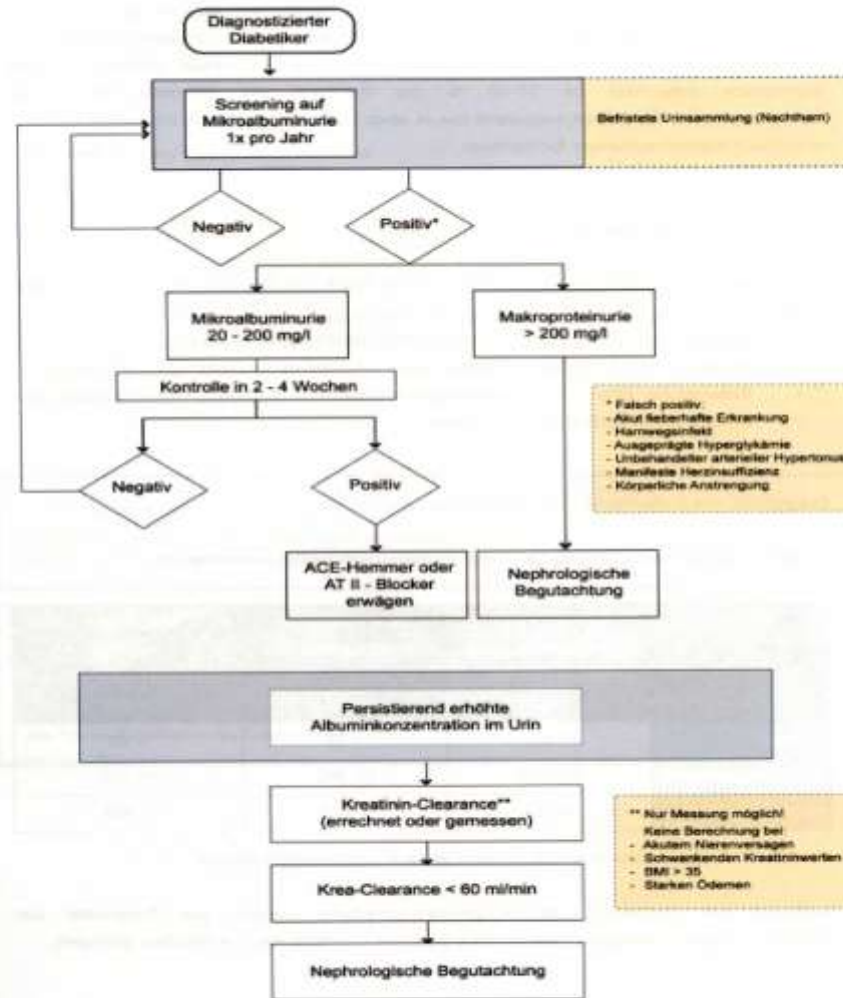 Diagnostizierter
Diabetiker
Screening auf
Mikroalbuminurie
1x pro Jahr
Befristete Urinsammlung (Nachtharn)
Negativ
Positiv*
Mikroalbuminurie
20 - 200 mg/l
Makroproteinurie
> 200 mg/l
Kontrolle in 2 - 4 Wochen
* Falsch positiv:
- Akut fieberhafte Erkrankung
- Harnwegsinfekt
- Ausgeprägte Hyperglykämie
- Unbehandelter arterieller Hypertonus
- Manifeste Herzinsuffizienz
- Körperliche Anstrengung
Negativ
Positiv
ACE-Hemmer oder
AT II - Blocker
erwägen
Nephrologische
Begutachtung
Persistierend erhöhte
Albuminkonzentration im Urin
Kreatinin-Clearance**
(errechnet oder gemessen)
** Nur Messung möglich!
Keine Berechnung bei:
- Akutem Nierenversagen
- Schwankenden Kreatininwerten
- BMI > 35
- Starken Ödemen
Krea-Clearance < 60 ml/min
Nephrologische Begutachtung